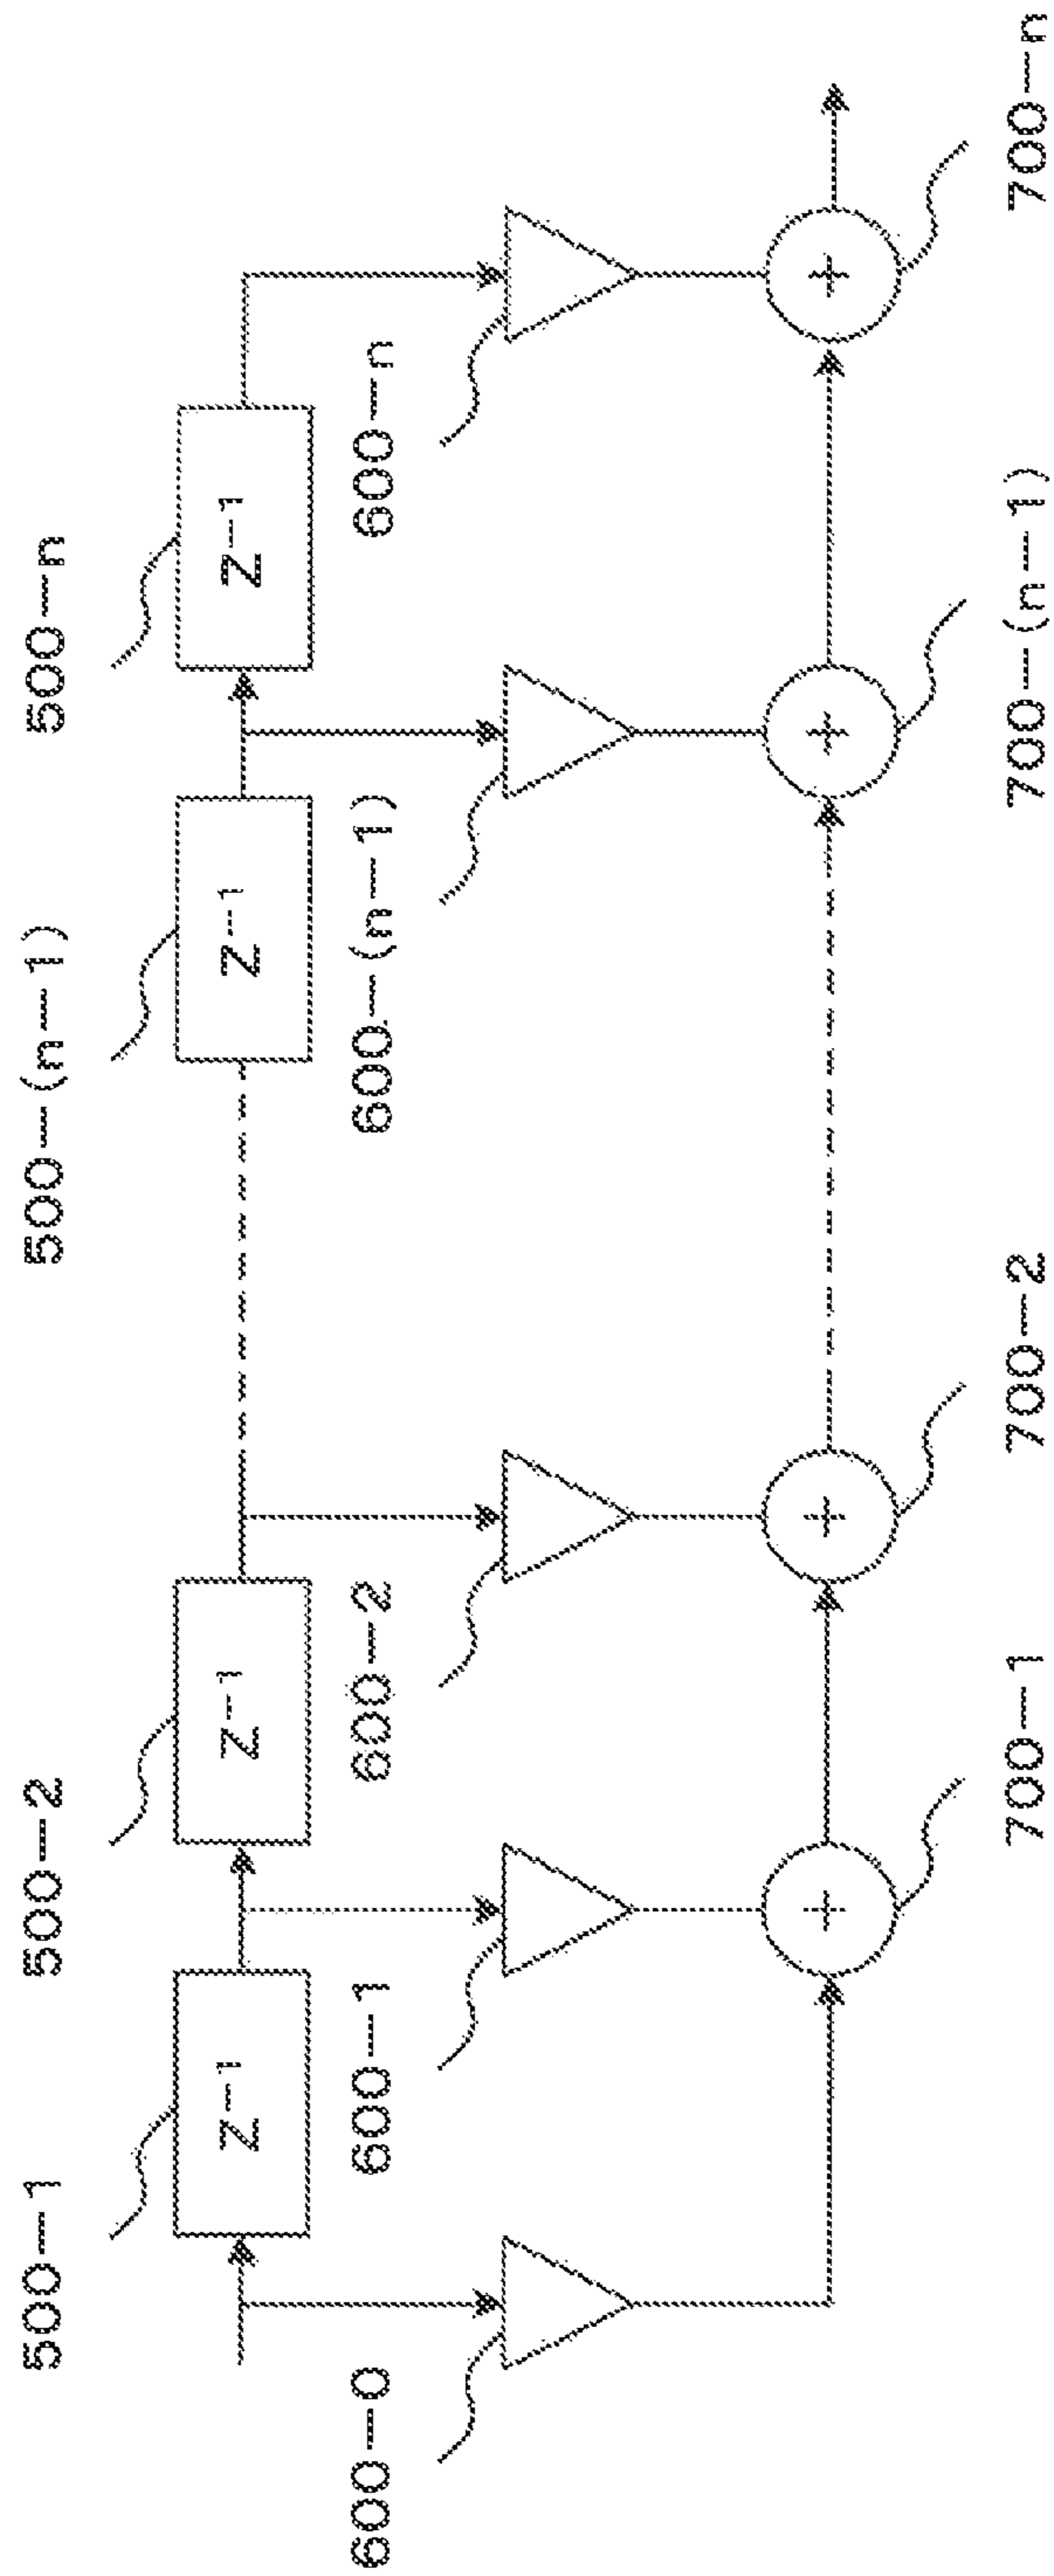 500-1
500-2
500-(n-1)
500-n
Z⁻¹
Z⁻¹
Z⁻¹
Z⁻¹
600-0
600-1
600-2
600-(n-1)
600-n
+
+
+
+
700-1
700-2
700-(n-1)
700-n